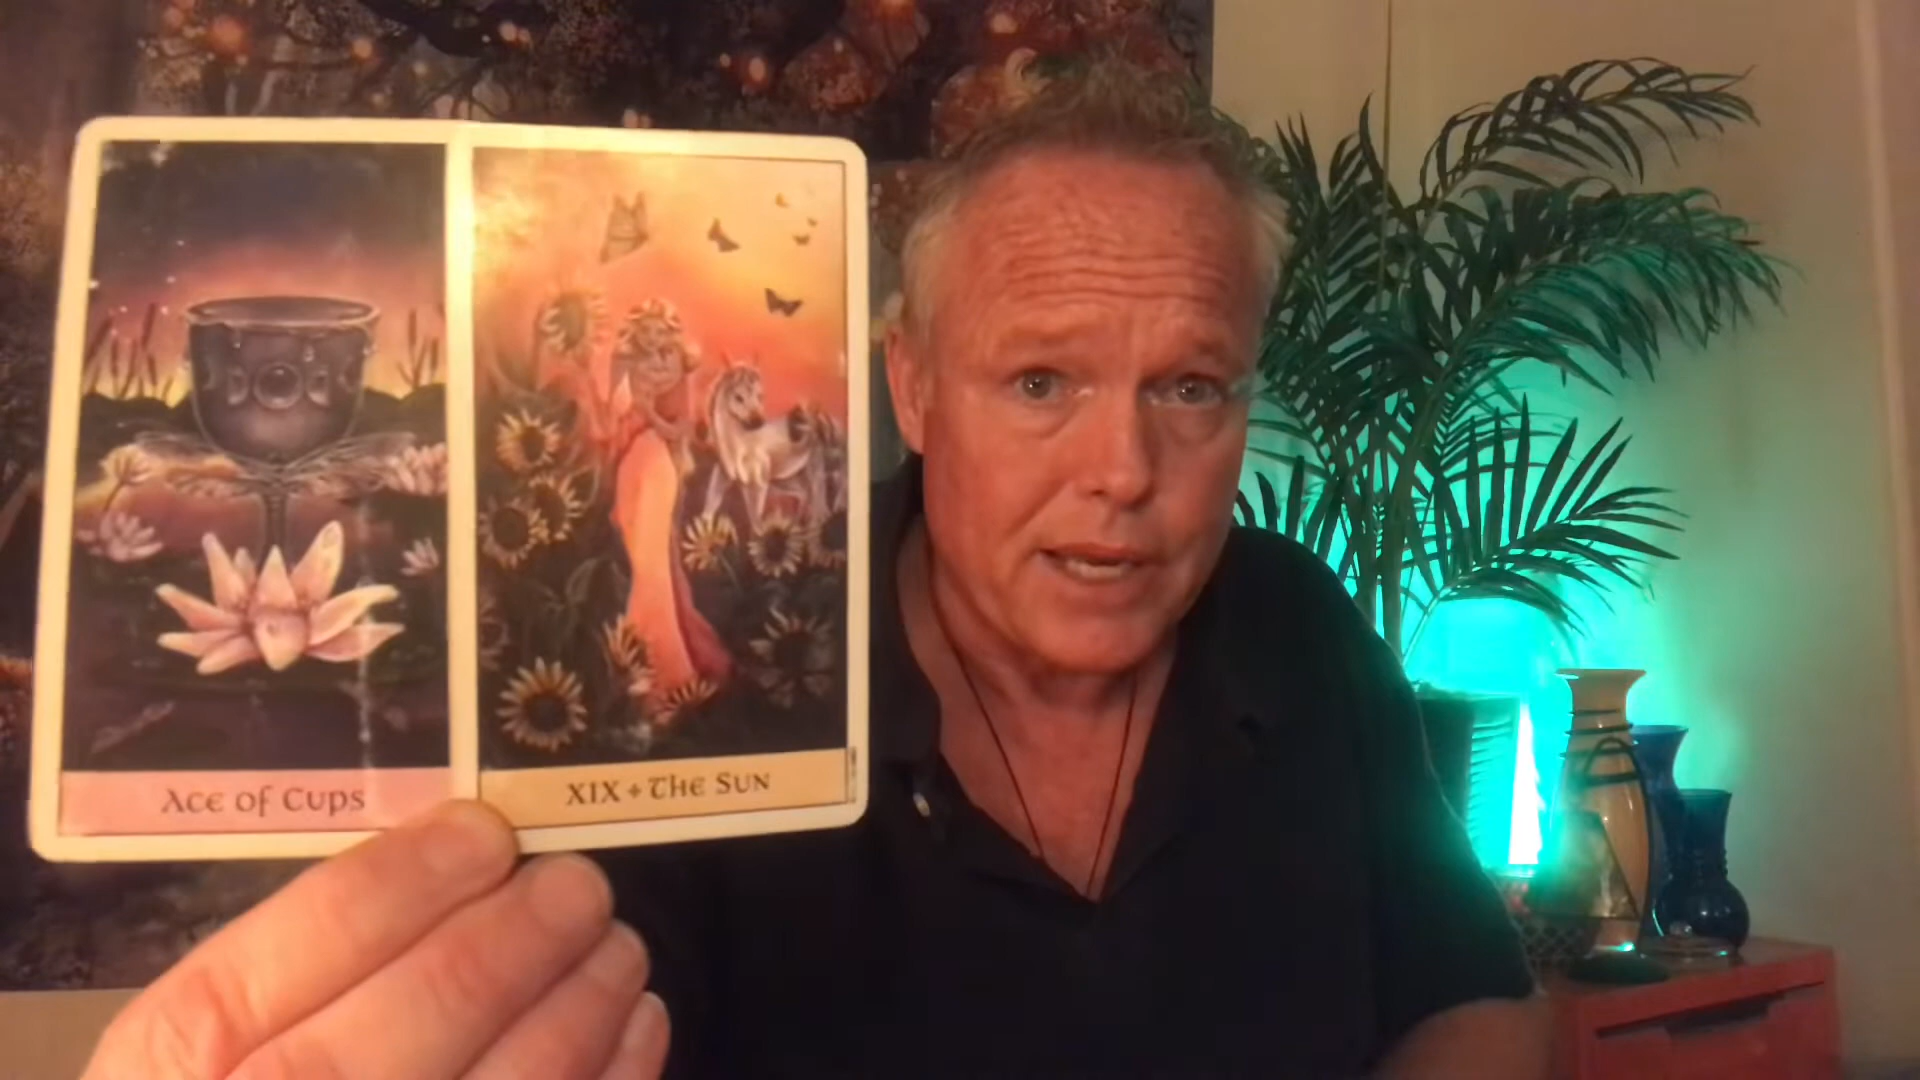 Ace of Cups
XIX + The Sun